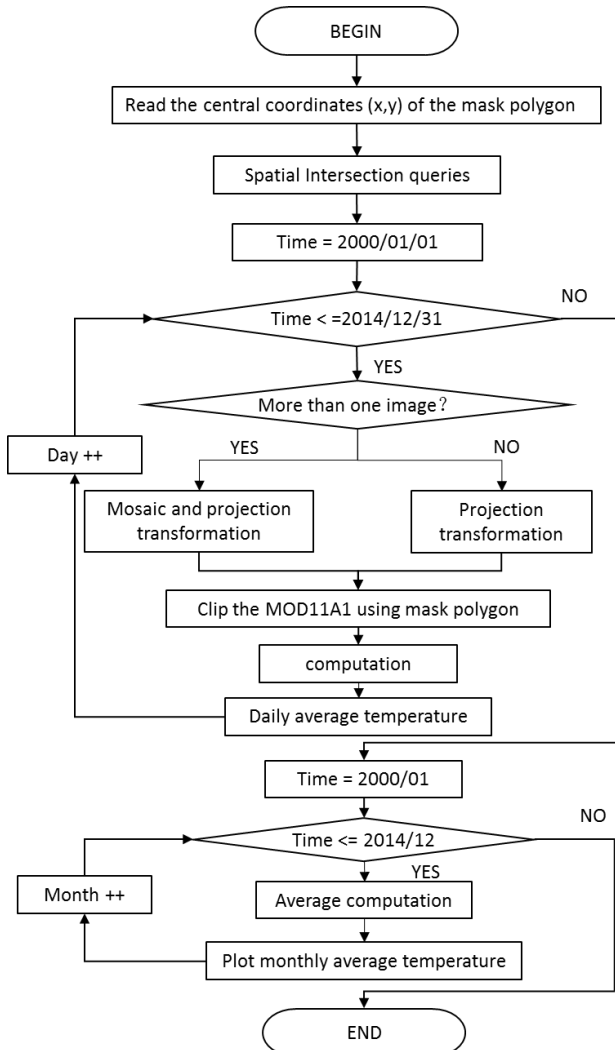 BEGIN
Read the central coordinates (x,y) of the mask polygon
Spatial Intersection queries
Time = 2000/01/01
NO
Time < =2014/12/31
YES
More than one image?
Day ++
YES
NO
Mosaic and projection
transformation
Projection
transformation
Clip the MOD11A1 using mask polygon
computation
Daily average temperature
Time = 2000/01
NO
Time <= 2014/12
YES
Month ++
Average computation
Plot monthly average temperature
END